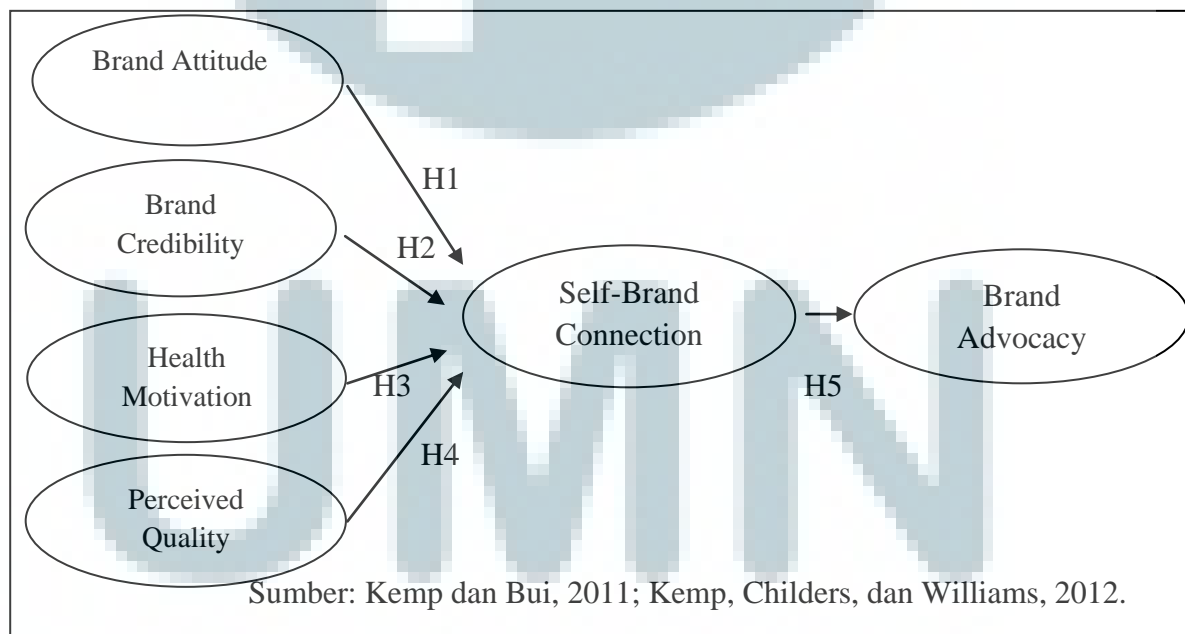 Brand Attitude
Brand
Credibility
Health
Motivation
Perceived
Quality
H1
H2
H3
H4
Self-Brand
Connection
H5
Brand
Advocacy
UMN
Sumber: Kemp dan Bui, 2011; Kemp, Childers, dan Williams, 2012.